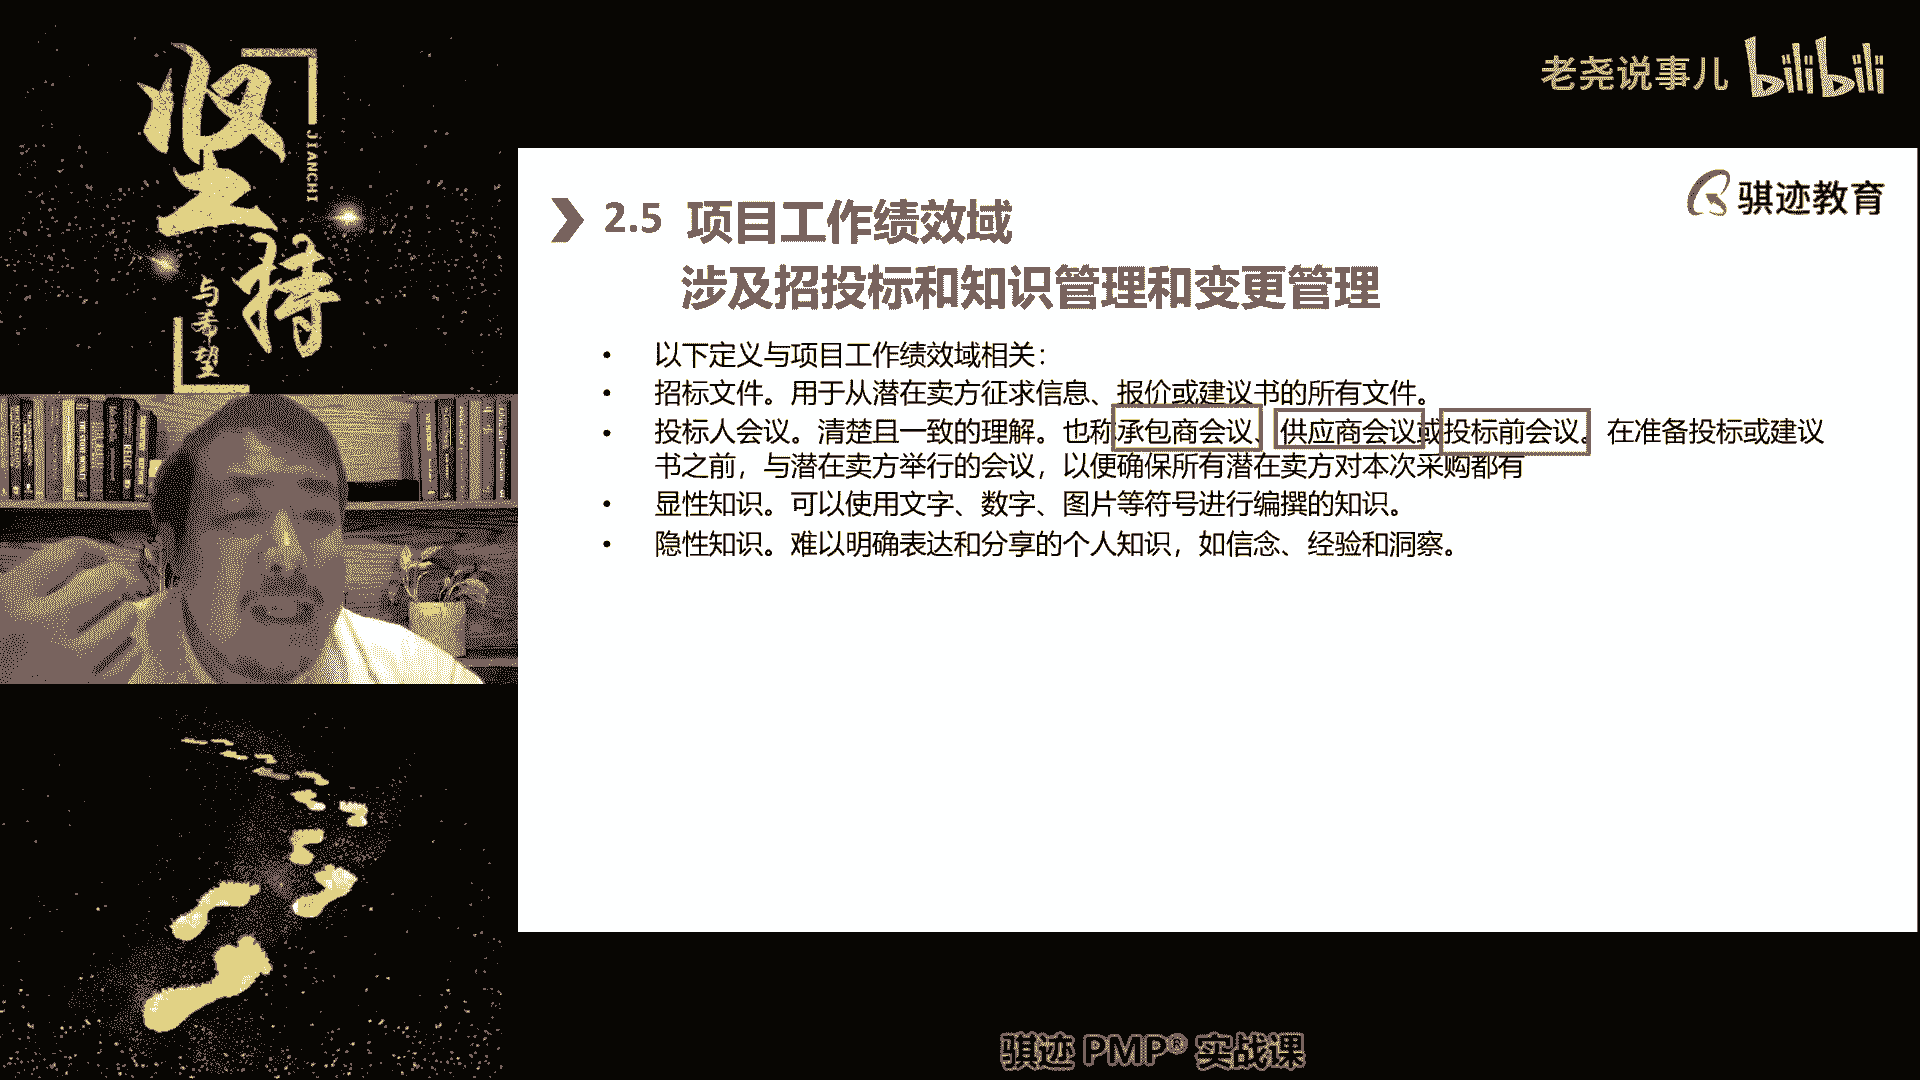 坚持
JIANCHI
与希望
老尧说事儿 bilibili
骐迹教育
2.5 项目工作绩效域
涉及招投标和知识管理和变更管理
• 以下定义与项目工作绩效域相关：
• 招标文件。用于从潜在卖方征求信息、报价或建议书的所有文件。
• 投标人会议。清楚且一致的理解。也称承包商会议、供应商会议或投标前会议。在准备投标或建议
书之前，与潜在卖方举行的会议，以便确保所有潜在卖方对本次采购都有
• 显性知识。可以使用文字、数字、图片等符号进行编撰的知识。
• 隐性知识。难以明确表达和分享的个人知识，如信念、经验和洞察。
骐迹 PMP® 实战课